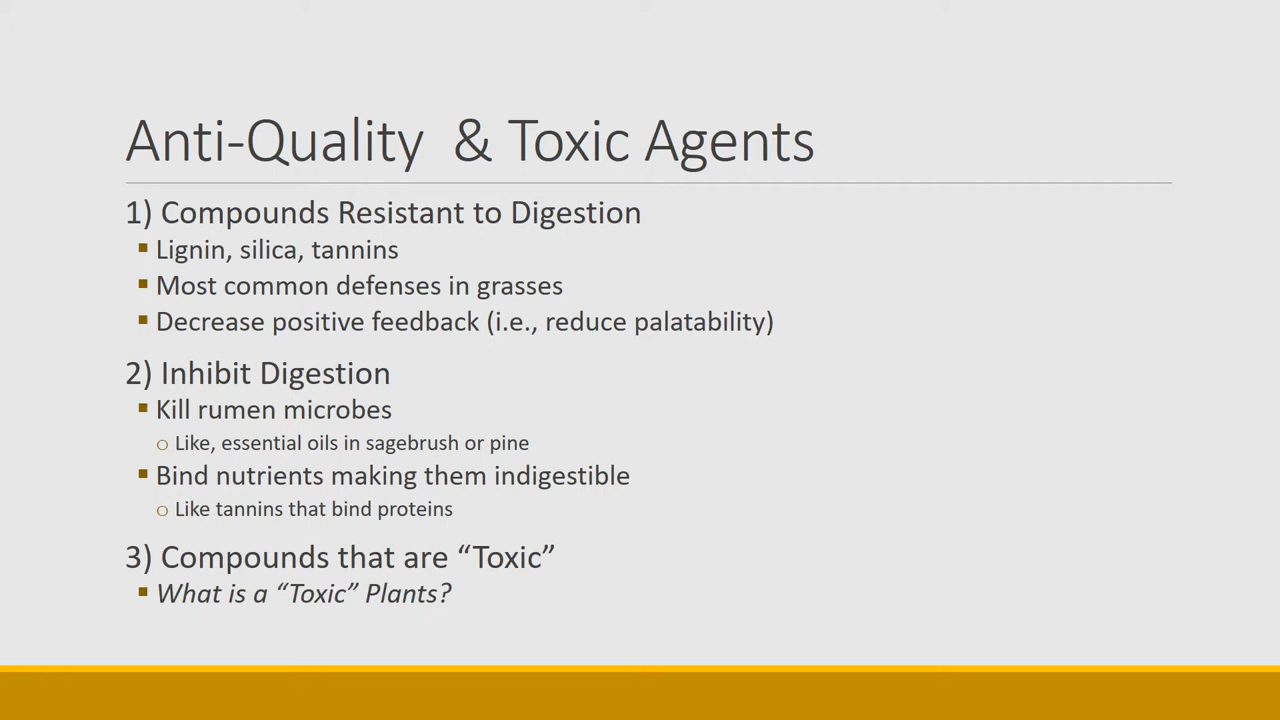 Anti-Quality & Toxic Agents
1) Compounds Resistant to Digestion
▪ Lignin, silica, tannins
▪ Most common defenses in grasses
▪ Decrease positive feedback (i.e., reduce palatability)
2) Inhibit Digestion
▪ Kill rumen microbes
o Like, essential oils in sagebrush or pine
▪ Bind nutrients making them indigestible
o Like tannins that bind proteins
3) Compounds that are “Toxic”
▪ What is a “Toxic” Plants?